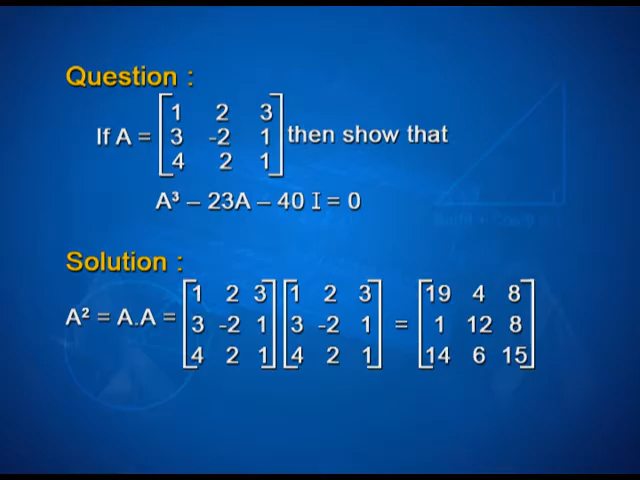 Question :
If A = [1 2 3
3 -2 1
4 2 1] then show that
A³ – 23A – 40 I = 0
Solution :
A² = A.A = [1 2 3
3 -2 1
4 2 1] [1 2 3
3 -2 1
4 2 1] = [19 4 8
1 12 8
14 6 15]